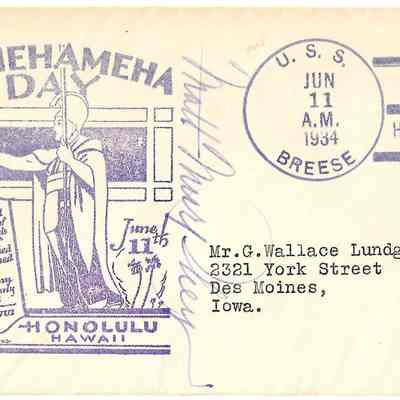 EHAMEHA
DAY
June
11th
HONOLULU
HAWAII
U. S. S.
JUN
11
A.M.
1934
BREESE
H
Mr.G.Wallace Lundg
2321 York Street
Des Moines,
Iowa.